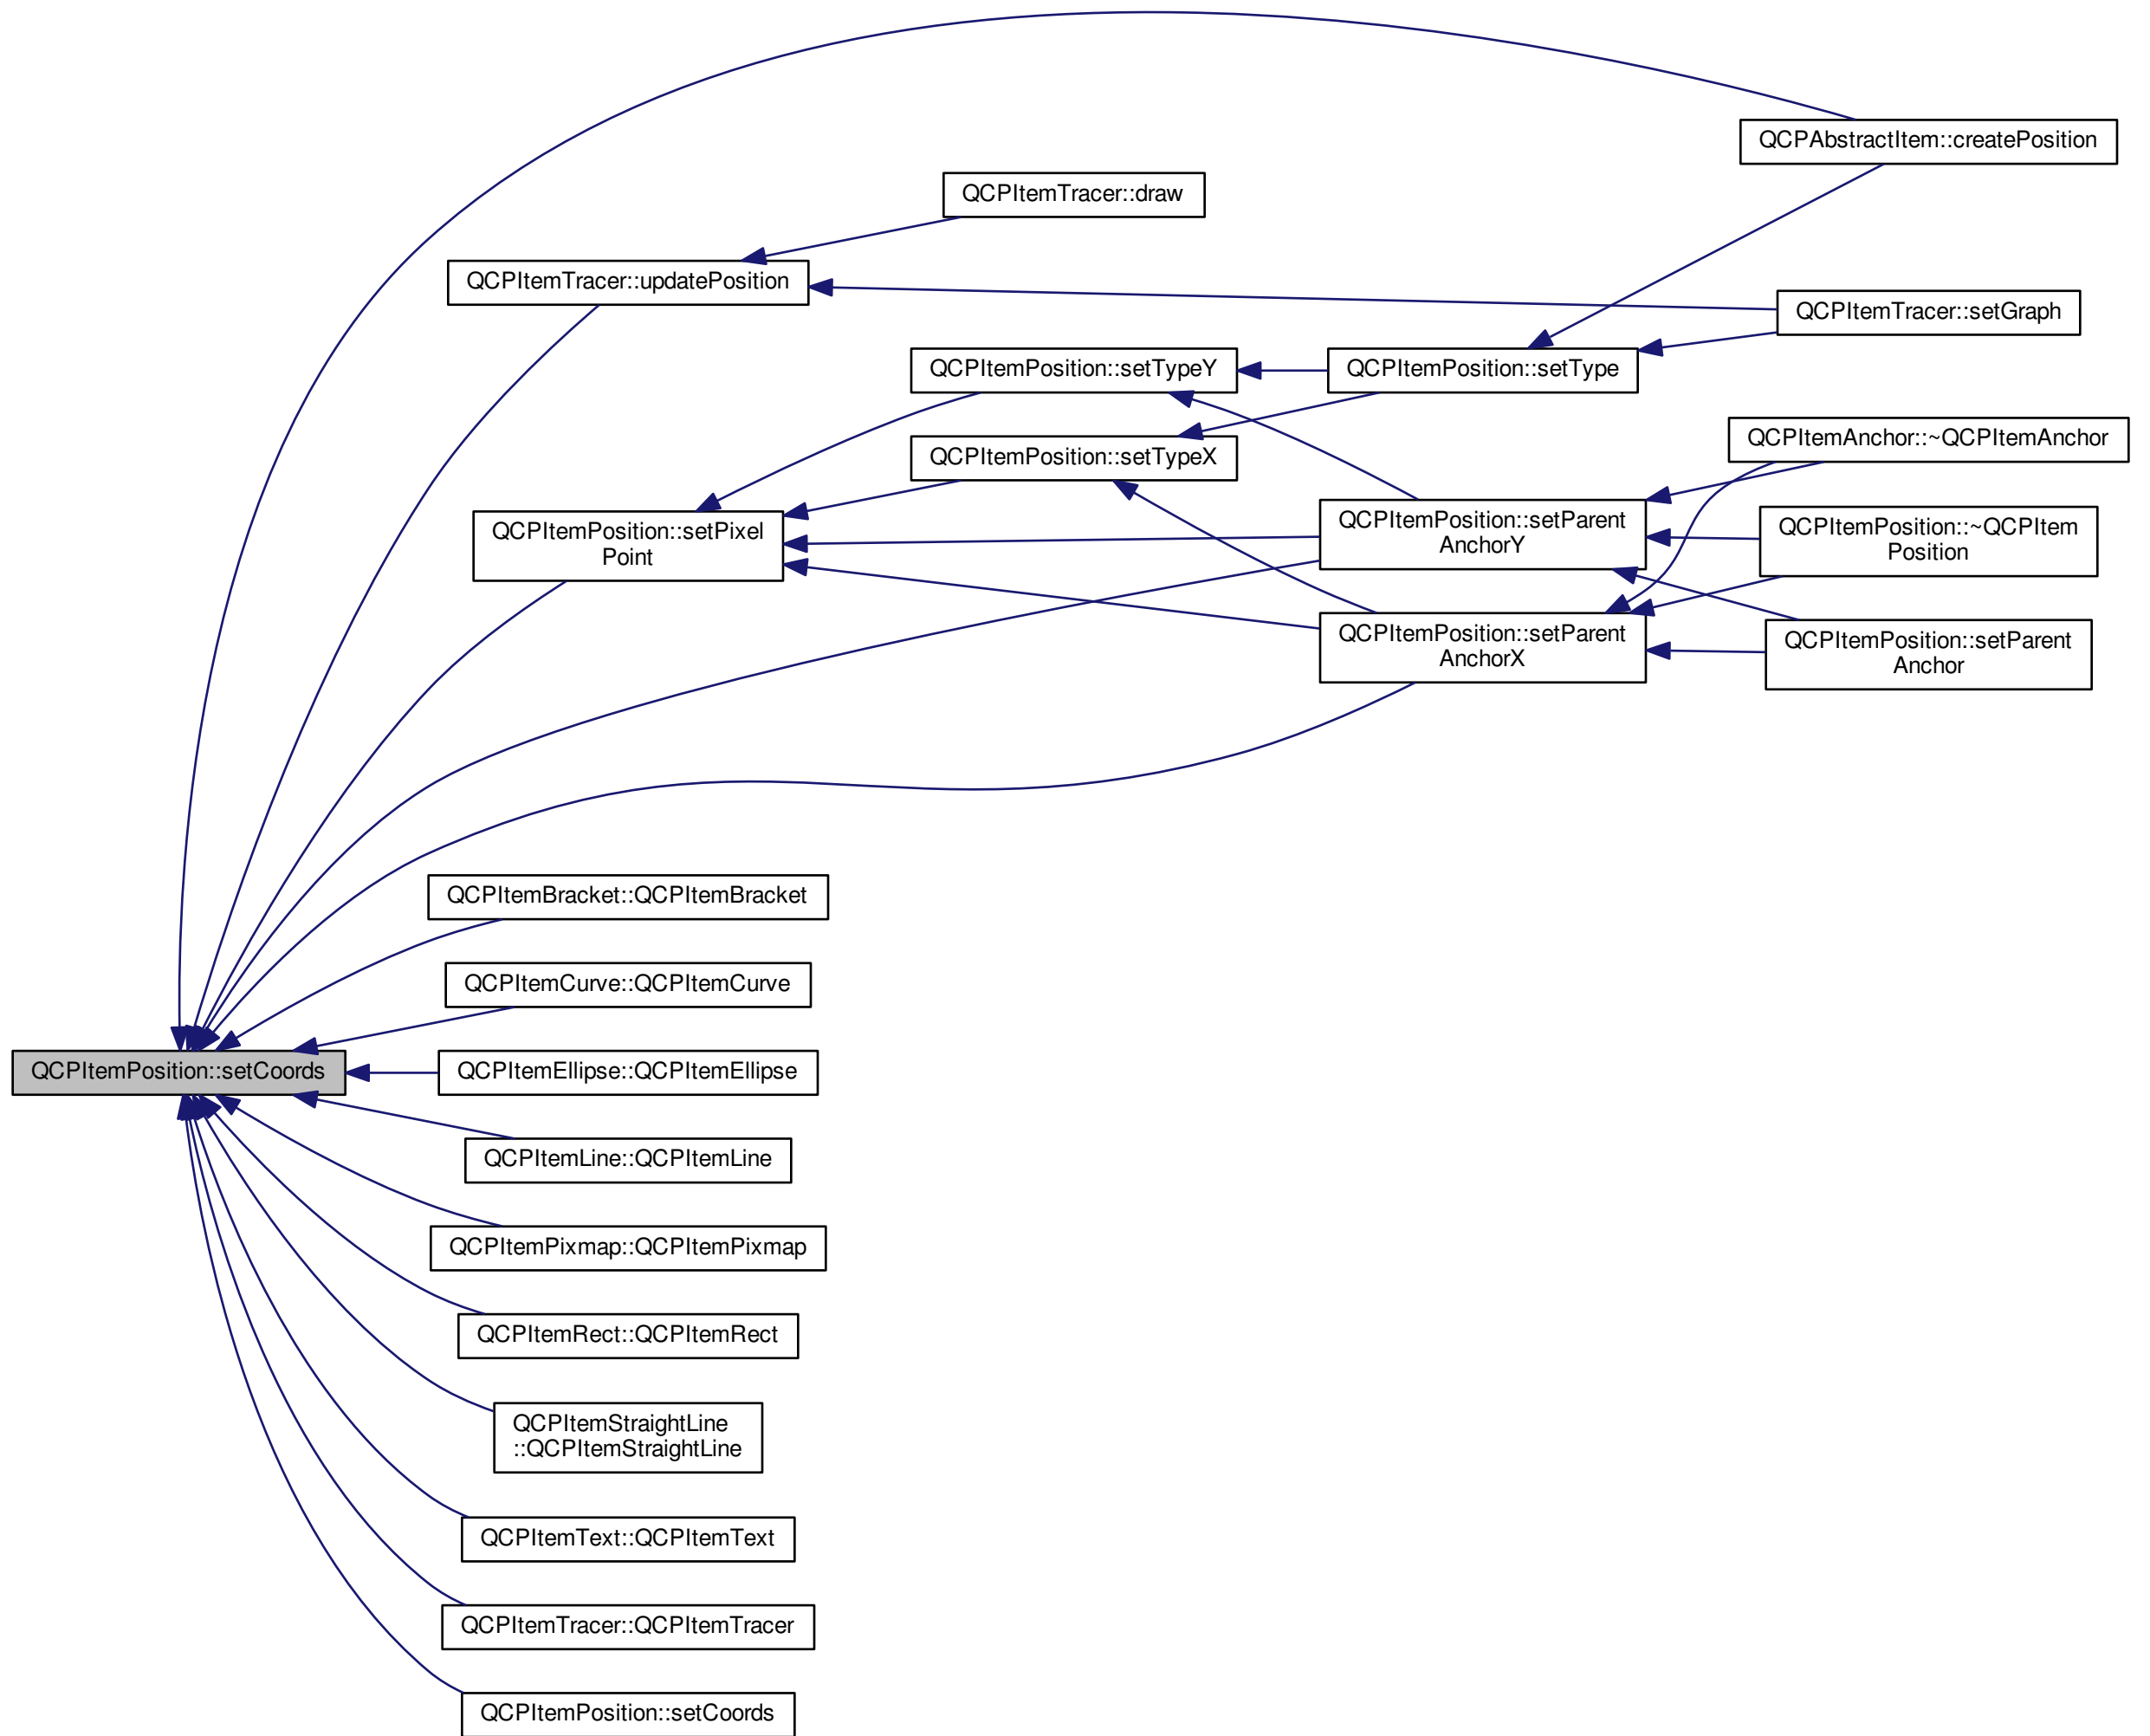 QCPAbstractItem::createPosition
QCPItemTracer::draw
QCPItemTracer::updatePosition
QCPItemTracer::setGraph
QCPItemPosition::setTypeY
QCPItemPosition::setType
QCPItemAnchor::~QCPItemAnchor
QCPItemPosition::setTypeX
QCPItemPosition::setPixel
Point
QCPItemPosition::setParent
AnchorY
QCPItemPosition::~QCPItem
Position
QCPItemPosition::setParent
AnchorX
QCPItemPosition::setParent
Anchor
QCPItemBracket::QCPItemBracket
QCPItemCurve::QCPItemCurve
QCPItemPosition::setCoords
QCPItemEllipse::QCPItemEllipse
QCPItemLine::QCPItemLine
QCPItemPixmap::QCPItemPixmap
QCPItemRect::QCPItemRect
QCPItemStraightLine
::QCPItemStraightLine
QCPItemText::QCPItemText
QCPItemTracer::QCPItemTracer
QCPItemPosition::setCoords